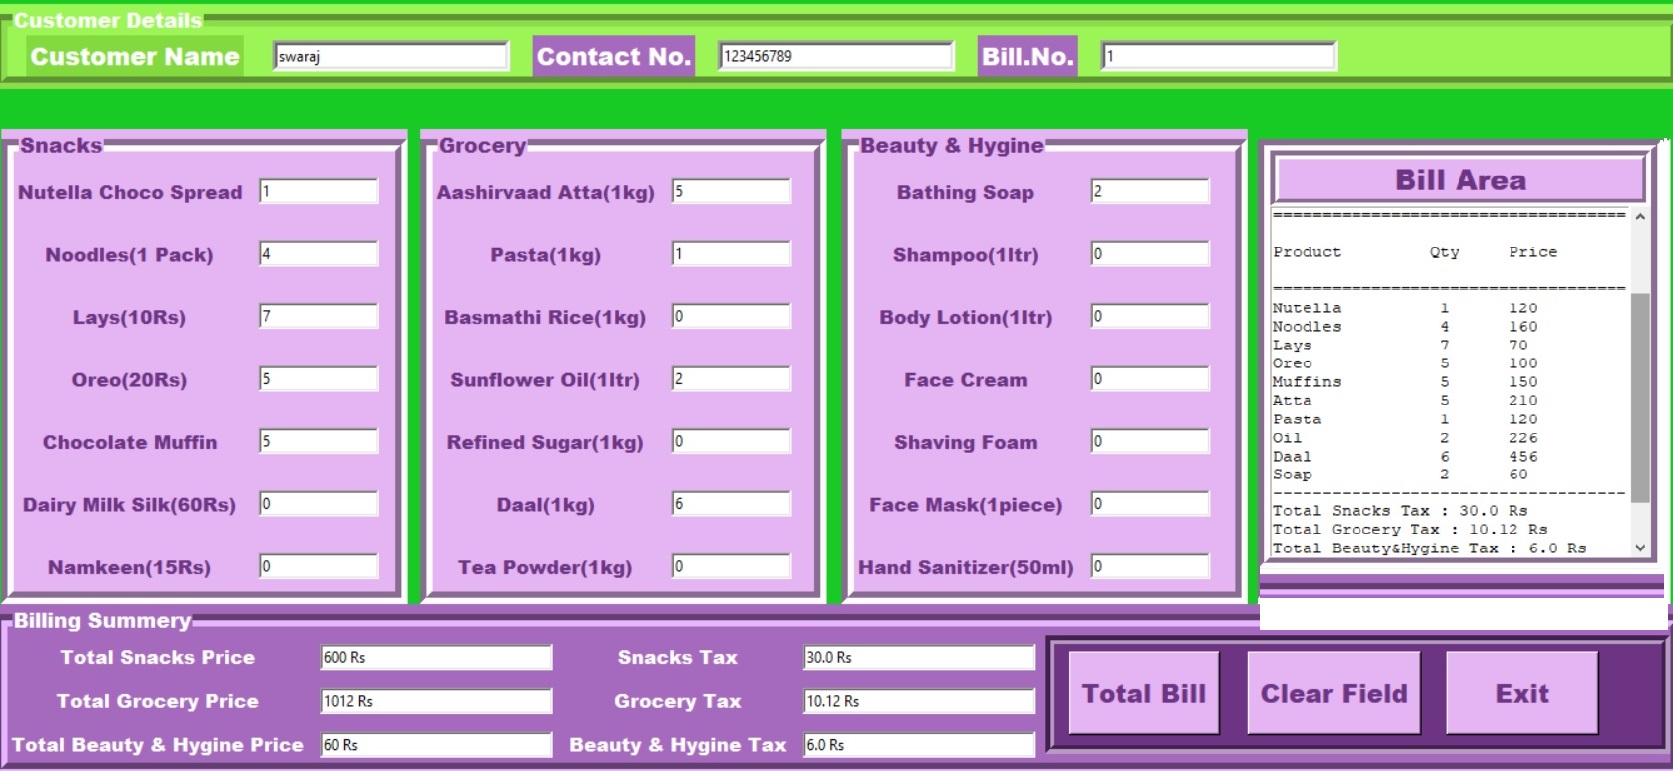 Customer Details
Customer Name swaraj Contact No. 123456789 Bill.No. 1
Snacks
Nutella Choco Spread 1
Noodles(1 Pack) 4
Lays(10Rs) 7
Oreo(20Rs) 5
Chocolate Muffin 5
Dairy Milk Silk(60Rs) 0
Namkeen(15Rs) 0
Grocery
Aashirvaad Atta(1kg) 5
Pasta(1kg) 1
Basmathi Rice(1kg) 0
Sunflower Oil(1ltr) 2
Refined Sugar(1kg) 0
Daal(1kg) 6
Tea Powder(1kg) 0
Beauty & Hygine
Bathing Soap 2
Shampoo(1ltr) 0
Body Lotion(1ltr) 0
Face Cream 0
Shaving Foam 0
Face Mask(1piece) 0
Hand Sanitizer(50ml) 0
Bill Area
====================================
Product Qty Price
====================================
Nutella 1 120
Noodles 4 160
Lays 7 70
Oreo 5 100
Muffins 5 150
Atta 5 210
Pasta 1 120
Oil 2 226
Daal 6 456
Soap 2 60
------------------------------------
Total Snacks Tax : 30.0 Rs
Total Grocery Tax : 10.12 Rs
Total Beauty&Hygine Tax : 6.0 Rs
Billing Summery
Total Snacks Price 600 Rs Snacks Tax 30.0 Rs
Total Grocery Price 1012 Rs Grocery Tax 10.12 Rs
Total Beauty & Hygine Price 60 Rs Beauty & Hygine Tax 6.0 Rs
Total Bill Clear Field Exit